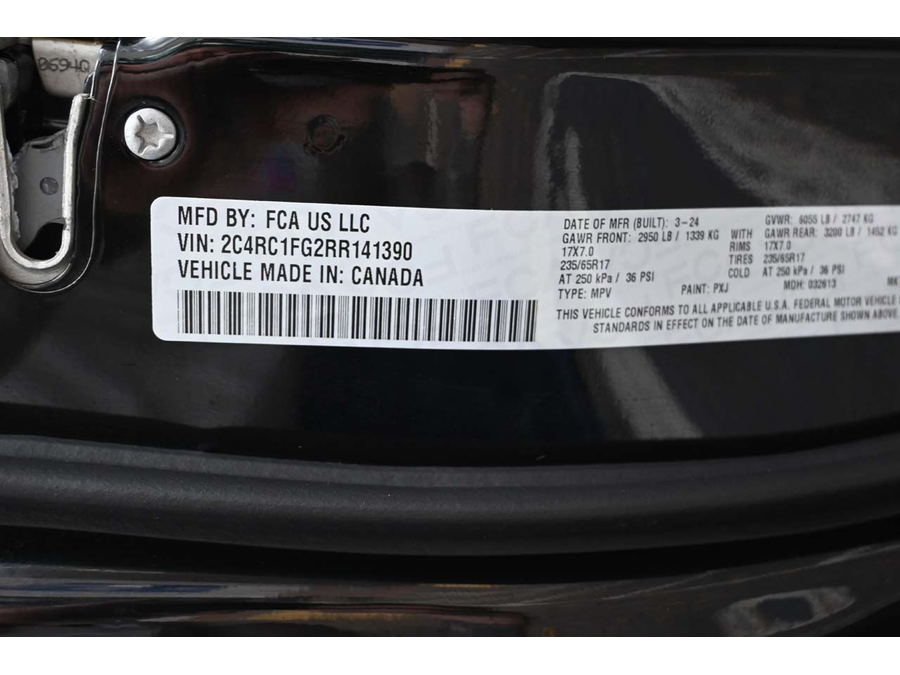 06940
MFD BY: FCA US LLC
VIN: 2C4RC1FG2RR141390
VEHICLE MADE IN: CANADA
DATE OF MFR (BUILT): 3-24 GVWR: 6055 LB / 2747 KG
GAWR FRONT: 2950 LB / 1339 KG WITH GAWR REAR: 3200 LB / 1452 KG
17X7.0 RIMS 17X7.0
235/65R17 TIRES 235/65R17
AT 250 kPa / 36 PSI COLD AT 250 kPa / 36 PSI
TYPE: MPV PAINT: PXJ MDH: 032613
THIS VEHICLE CONFORMS TO ALL APPLICABLE U.S.A. FEDERAL MOTOR VEHICLE
STANDARDS IN EFFECT ON THE DATE OF MANUFACTURE SHOWN ABOVE